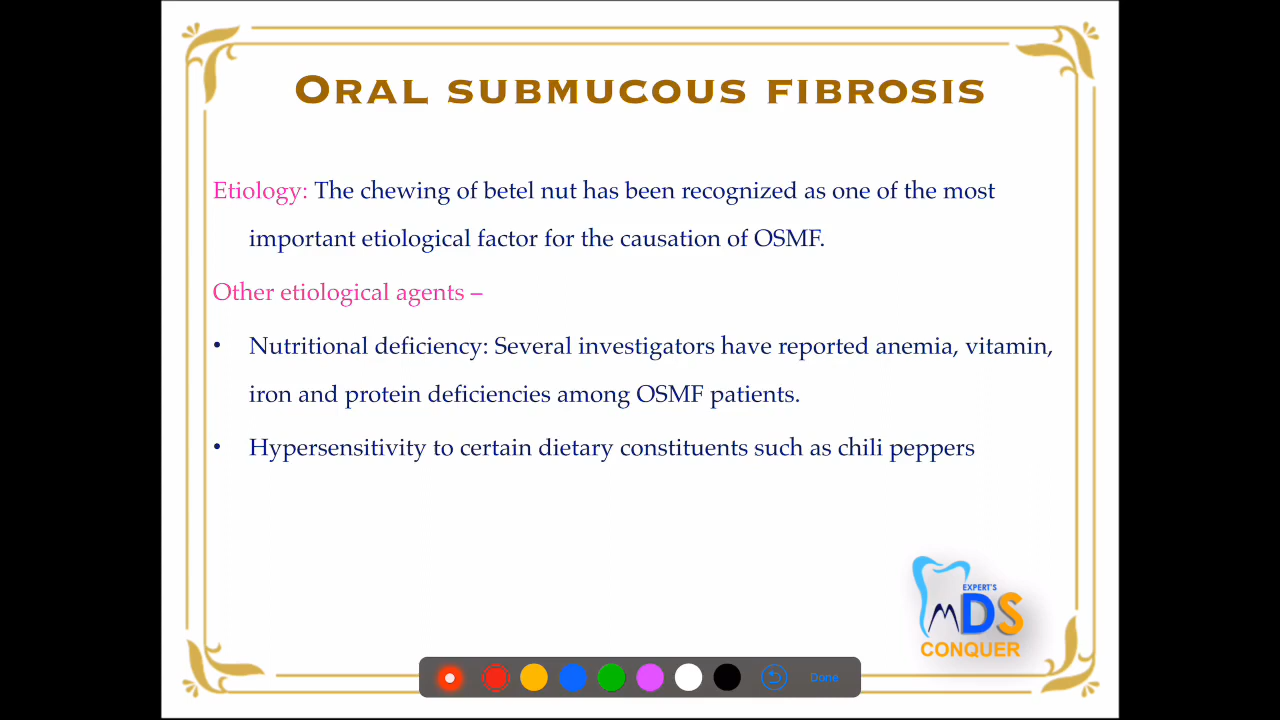 ORAL SUBMUCOUS FIBROSIS
Etiology: The chewing of betel nut has been recognized as one of the most
important etiological factor for the causation of OSMF.
Other etiological agents –
• Nutritional deficiency: Several investigators have reported anemia, vitamin,
iron and protein deficiencies among OSMF patients.
• Hypersensitivity to certain dietary constituents such as chili peppers
EXPERT'S
MDS
CONQUER
Done